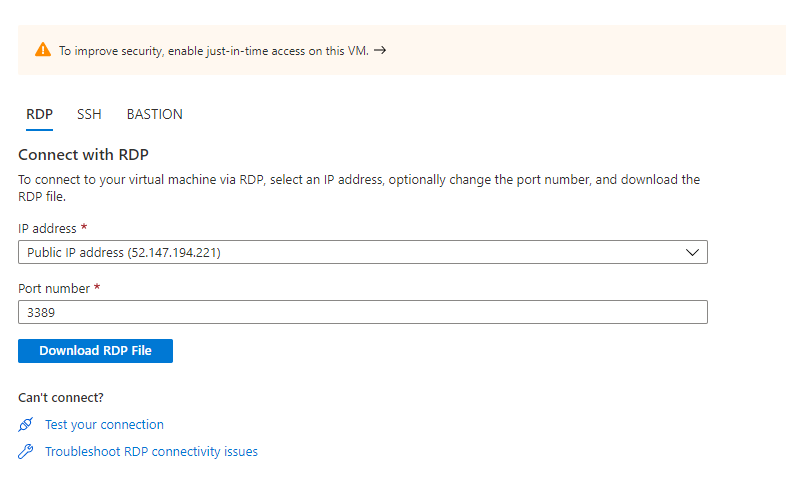 To improve security, enable just-in-time access on this VM. →
RDP SSH BASTION
Connect with RDP
To connect to your virtual machine via RDP, select an IP address, optionally change the port number, and download the
RDP file.
IP address *
Public IP address (52.147.194.221)
Port number *
3389
Download RDP File
Can't connect?
Test your connection
Troubleshoot RDP connectivity issues